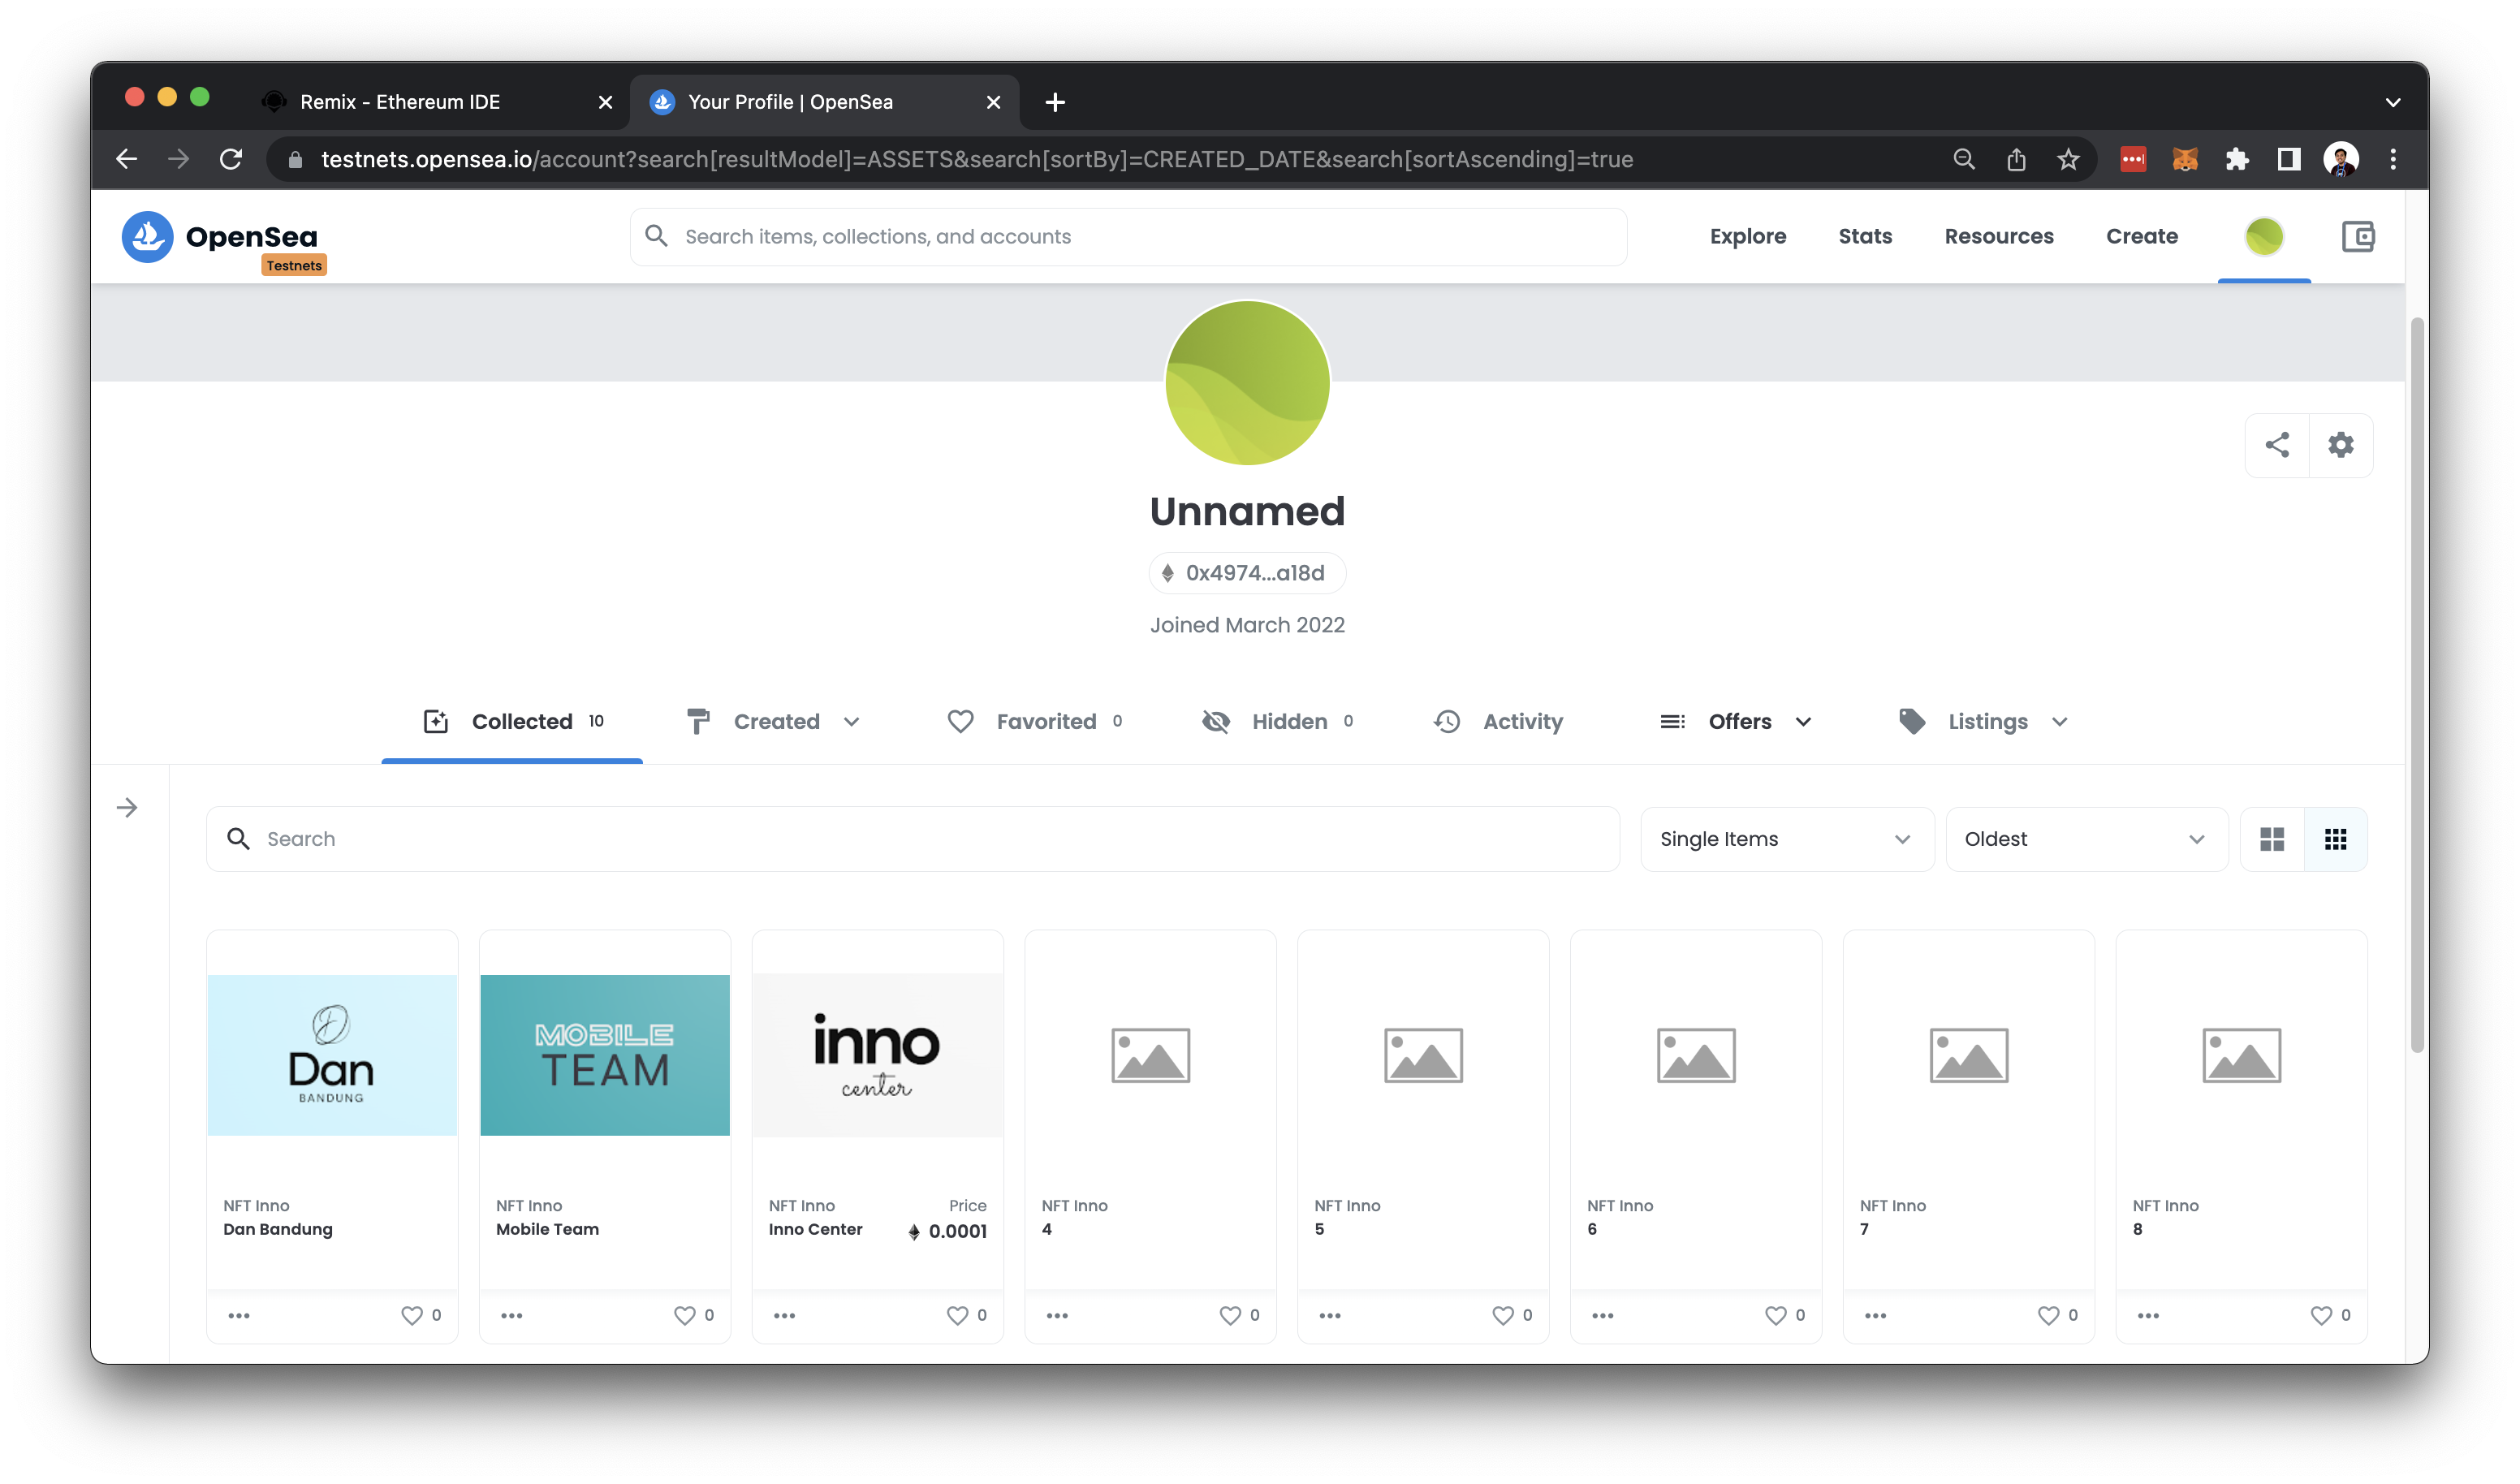 Remix - Ethereum IDE
Your Profile | OpenSea
testnets.opensea.io/account?search[resultModel]=ASSETS&search[sortBy]=CREATED_DATE&search[sortAscending]=true
OpenSea
Testnets
Search items, collections, and accounts
Explore
Stats
Resources
Create
Unnamed
0x4974...a18d
Joined March 2022
Collected 10
Created
Favorited 0
Hidden 0
Activity
Offers
Listings
Search
Single Items
Oldest
D
Dan
BANDUNG
NFT Inno
Dan Bandung
0
MOBILE
TEAM
NFT Inno
Mobile Team
0
inno
center
NFT Inno
Price
Inno Center
0.0001
0
NFT Inno
4
0
NFT Inno
5
0
NFT Inno
6
0
NFT Inno
7
0
NFT Inno
8
0